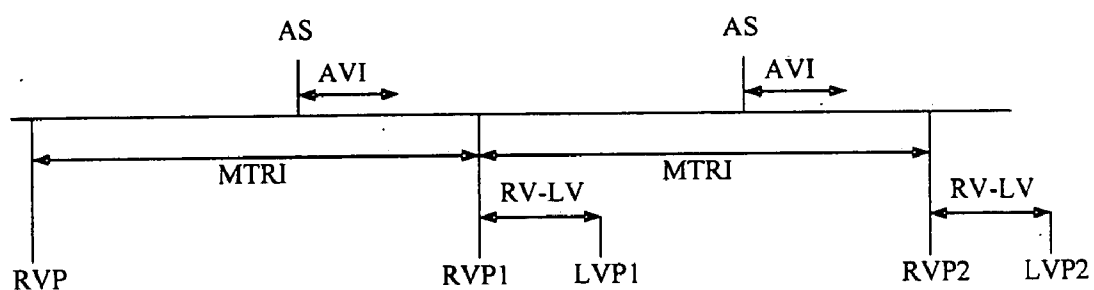 AS AS
AVI AVI
MTRI MTRI
RV-LV RV-LV
RVP RVP1 LVP1 RVP2 LVP2